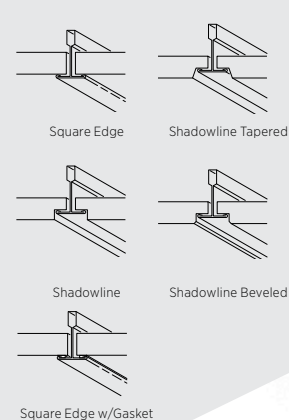 Square Edge
Shadowline Tapered
Shadowline
Shadowline Beveled
Square Edge w/Gasket